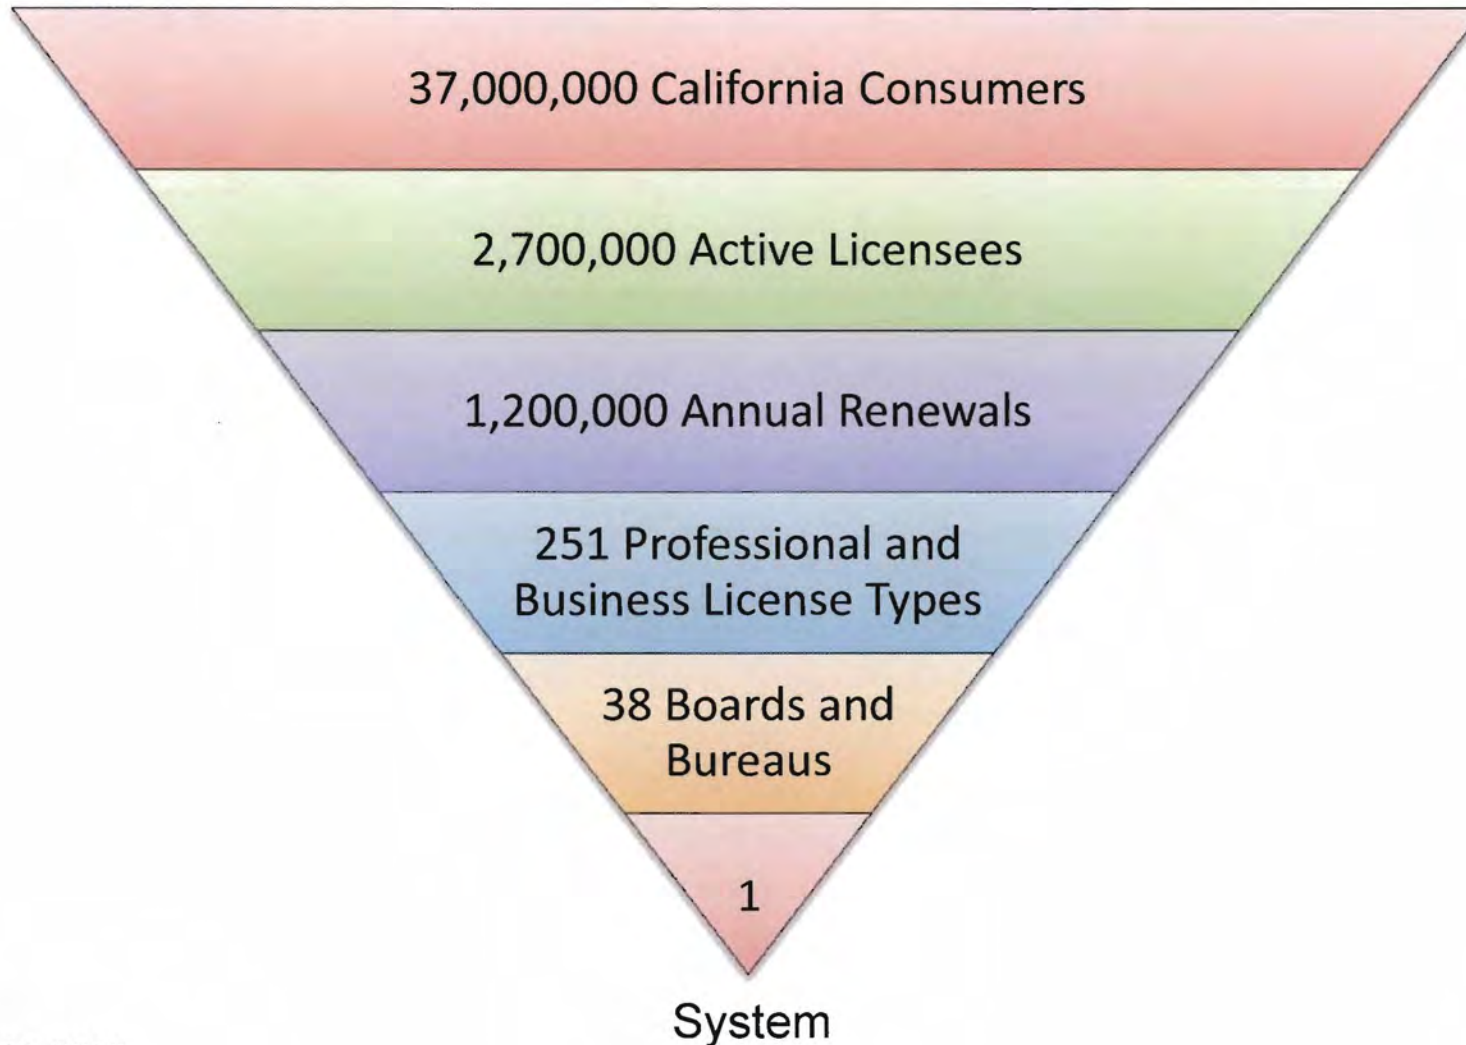 37,000,000 California Consumers
2,700,000 Active Licensees
1,200,000 Annual Renewals
251 Professional and
Business License Types
38 Boards and
Bureaus
1
System